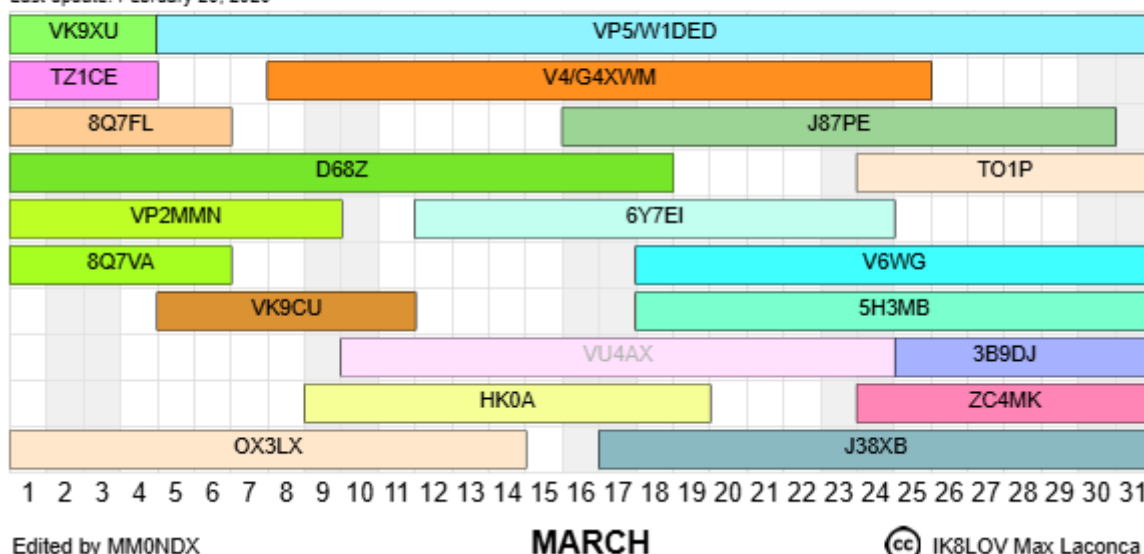 VK9XU VP5/W1DED
TZ1CE V4/G4XWM
8Q7FL J87PE
D68Z TO1P
VP2MMN 6Y7EI
8Q7VA V6WG
VK9CU 5H3MB
VU4AX 3B9DJ
HK0A ZC4MK
OX3LX J38XB
1 2 3 4 5 6 7 8 9 10 11 12 13 14 15 16 17 18 19 20 21 22 23 24 25 26 27 28 29 30 31
Edited by MM0NDX MARCH cc IK8LOV Max Laconca